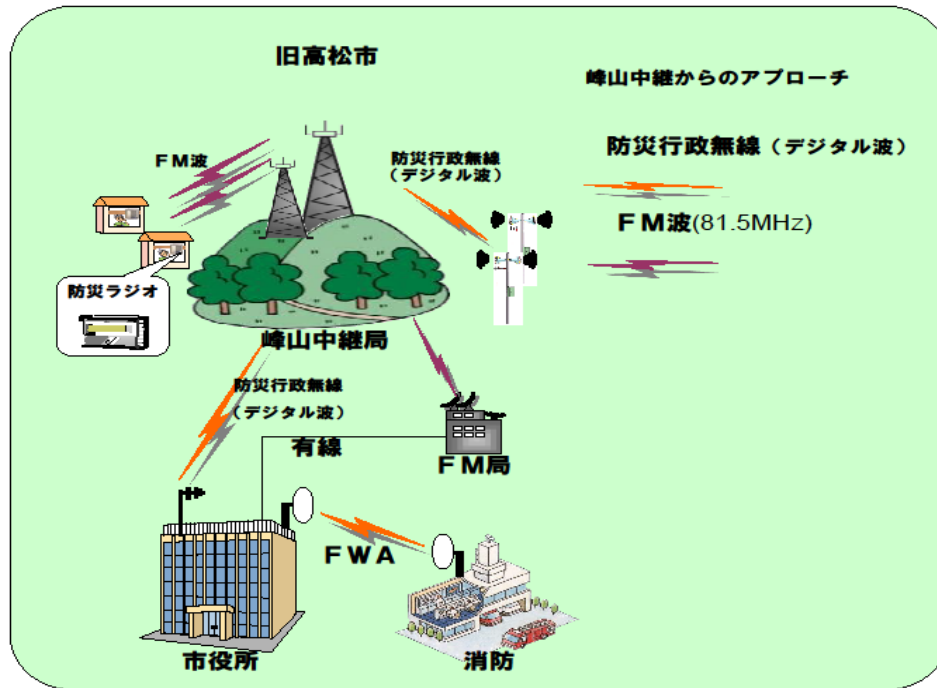 旧高松市
峰山中継からのアプローチ
ＦＭ波
防災行政無線
（デジタル波）
防災行政無線（デジタル波）
ＦＭ波(81.5MHz)
防災ラジオ
峰山中継局
防災行政無線
（デジタル波）
有線
ＦＭ局
ＦＷＡ
市役所
消防